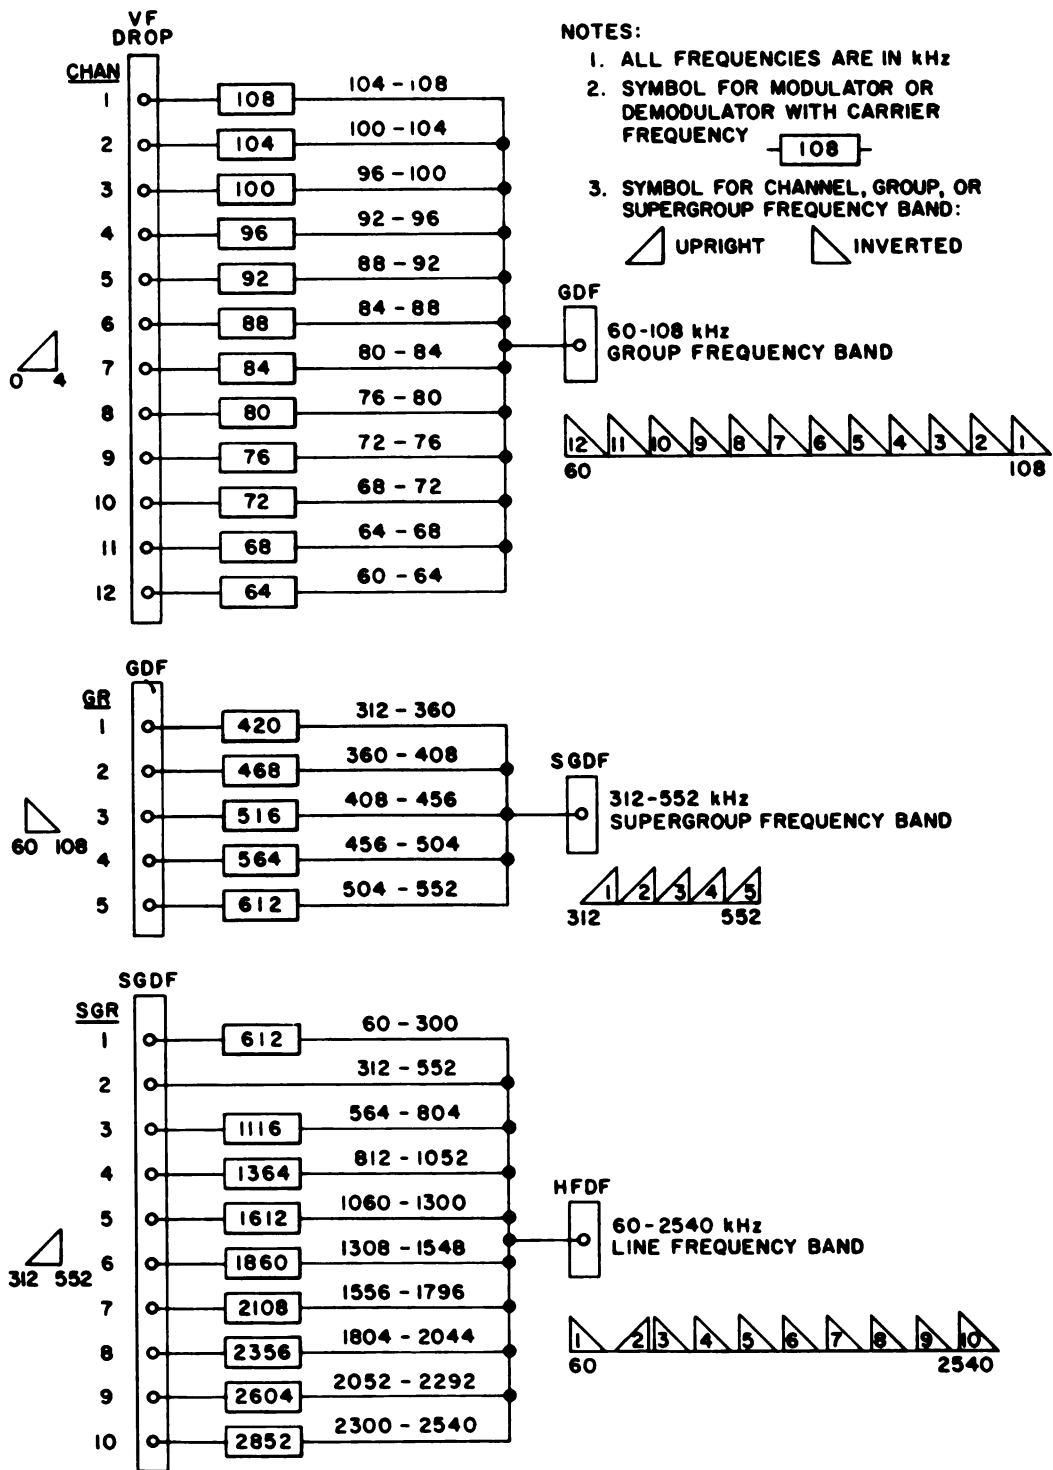 VF
DROP
CHAN
1 108 104-108
2 104 100-104
3 100 96-100
4 96 92-96
5 92 88-92
6 88 84-88
7 84 80-84
8 80 76-80
9 76 72-76
10 72 68-72
11 68 64-68
12 64 60-64
0 4
NOTES:
1. ALL FREQUENCIES ARE IN kHz
2. SYMBOL FOR MODULATOR OR
DEMODULATOR WITH CARRIER
FREQUENCY 108
3. SYMBOL FOR CHANNEL, GROUP, OR
SUPERGROUP FREQUENCY BAND:
UPRIGHT INVERTED
GDF
60-108 kHz
GROUP FREQUENCY BAND
12 11 10 9 8 7 6 5 4 3 2 1
60 108
GDF
GR
1 420 312-360
2 468 360-408
3 516 408-456
4 564 456-504
5 612 504-552
60 108
SGDF
312-552 kHz
SUPERGROUP FREQUENCY BAND
1 2 3 4 5
312 552
SGDF
SGR
1 612 60-300
2 312-552
3 1116 564-804
4 1364 812-1052
5 1612 1060-1300
6 1860 1308-1548
7 2108 1556-1796
8 2356 1804-2044
9 2604 2052-2292
10 2852 2300-2540
312 552
HFDF
60-2540 kHz
LINE FREQUENCY BAND
1 2 3 4 5 6 7 8 9 10
60 2540